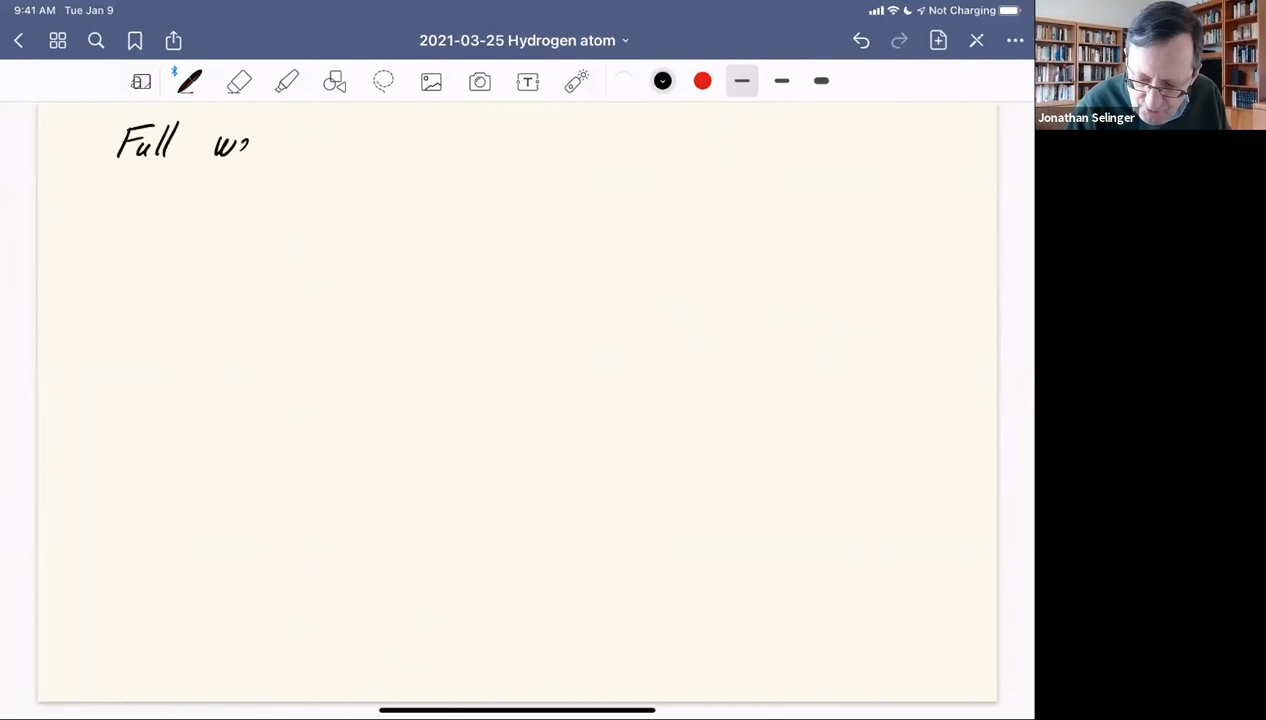 9:41 AM Tue Jan 9
Not Charging
2021-03-25 Hydrogen atom
T
Jonathan Selinger
Full